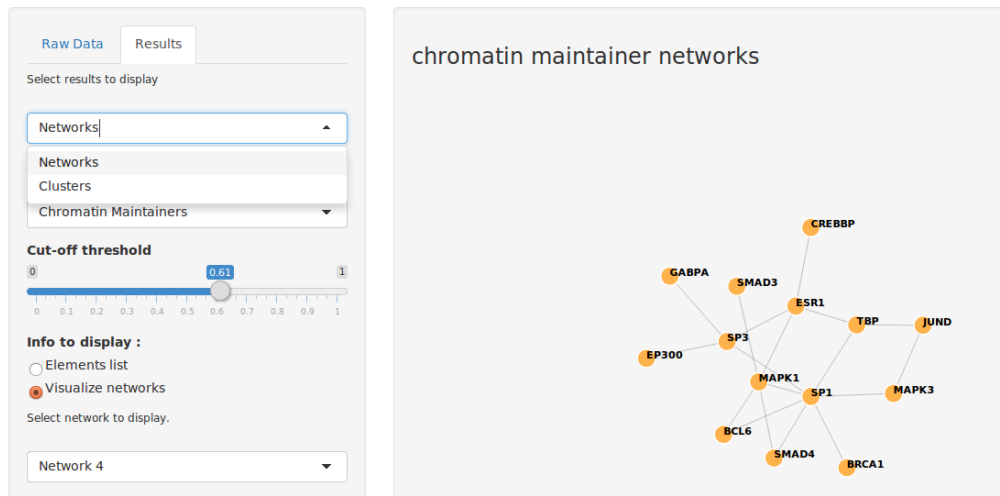 Raw Data
Results
Select results to display
Networks
Networks
Clusters
Chromatin Maintainers
Cut-off threshold
0 0.61 1
0 0.1 0.2 0.3 0.4 0.5 0.6 0.7 0.8 0.9 1
Info to display :
Elements list
Visualize networks
Select network to display.
Network 4
chromatin maintainer networks
CREBBP
GABPA
SMAD3
ESR1
TBP
JUND
SP3
EP300
MAPK1
SP1
MAPK3
BCL6
SMAD4
BRCA1